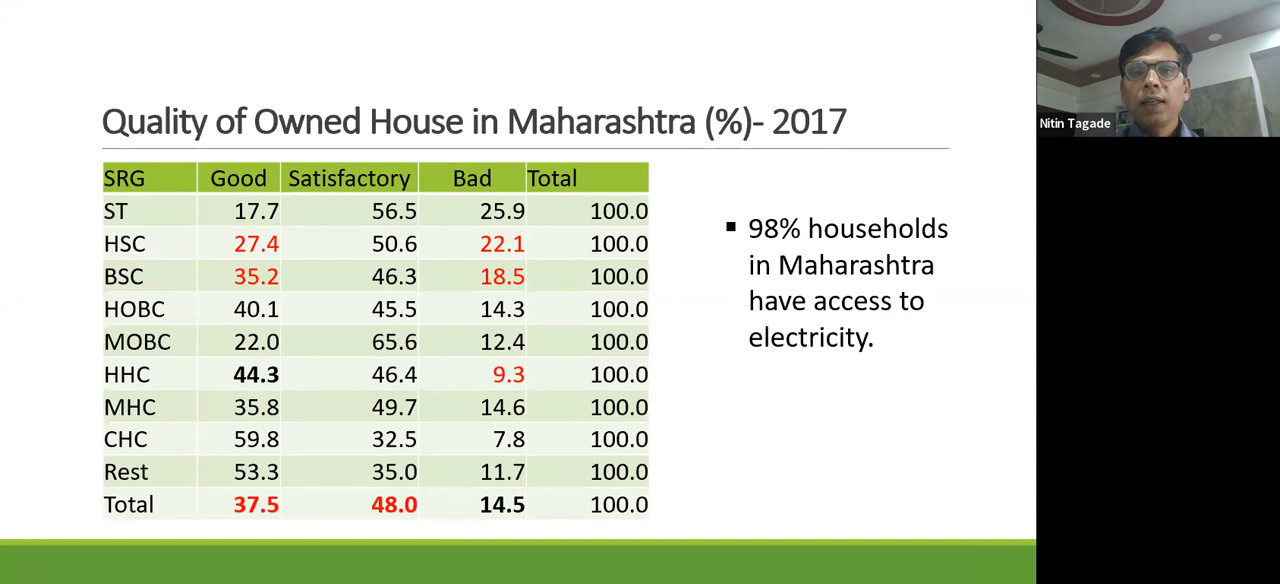 Quality of Owned House in Maharashtra (%)- 2017
SRG Good Satisfactory Bad Total
ST 17.7 56.5 25.9 100.0
HSC 27.4 50.6 22.1 100.0
BSC 35.2 46.3 18.5 100.0
HOBC 40.1 45.5 14.3 100.0
MOBC 22.0 65.6 12.4 100.0
HHC 44.3 46.4 9.3 100.0
MHC 35.8 49.7 14.6 100.0
CHC 59.8 32.5 7.8 100.0
Rest 53.3 35.0 11.7 100.0
Total 37.5 48.0 14.5 100.0
▪ 98% households
in Maharashtra
have access to
electricity.
Nitin Tagade